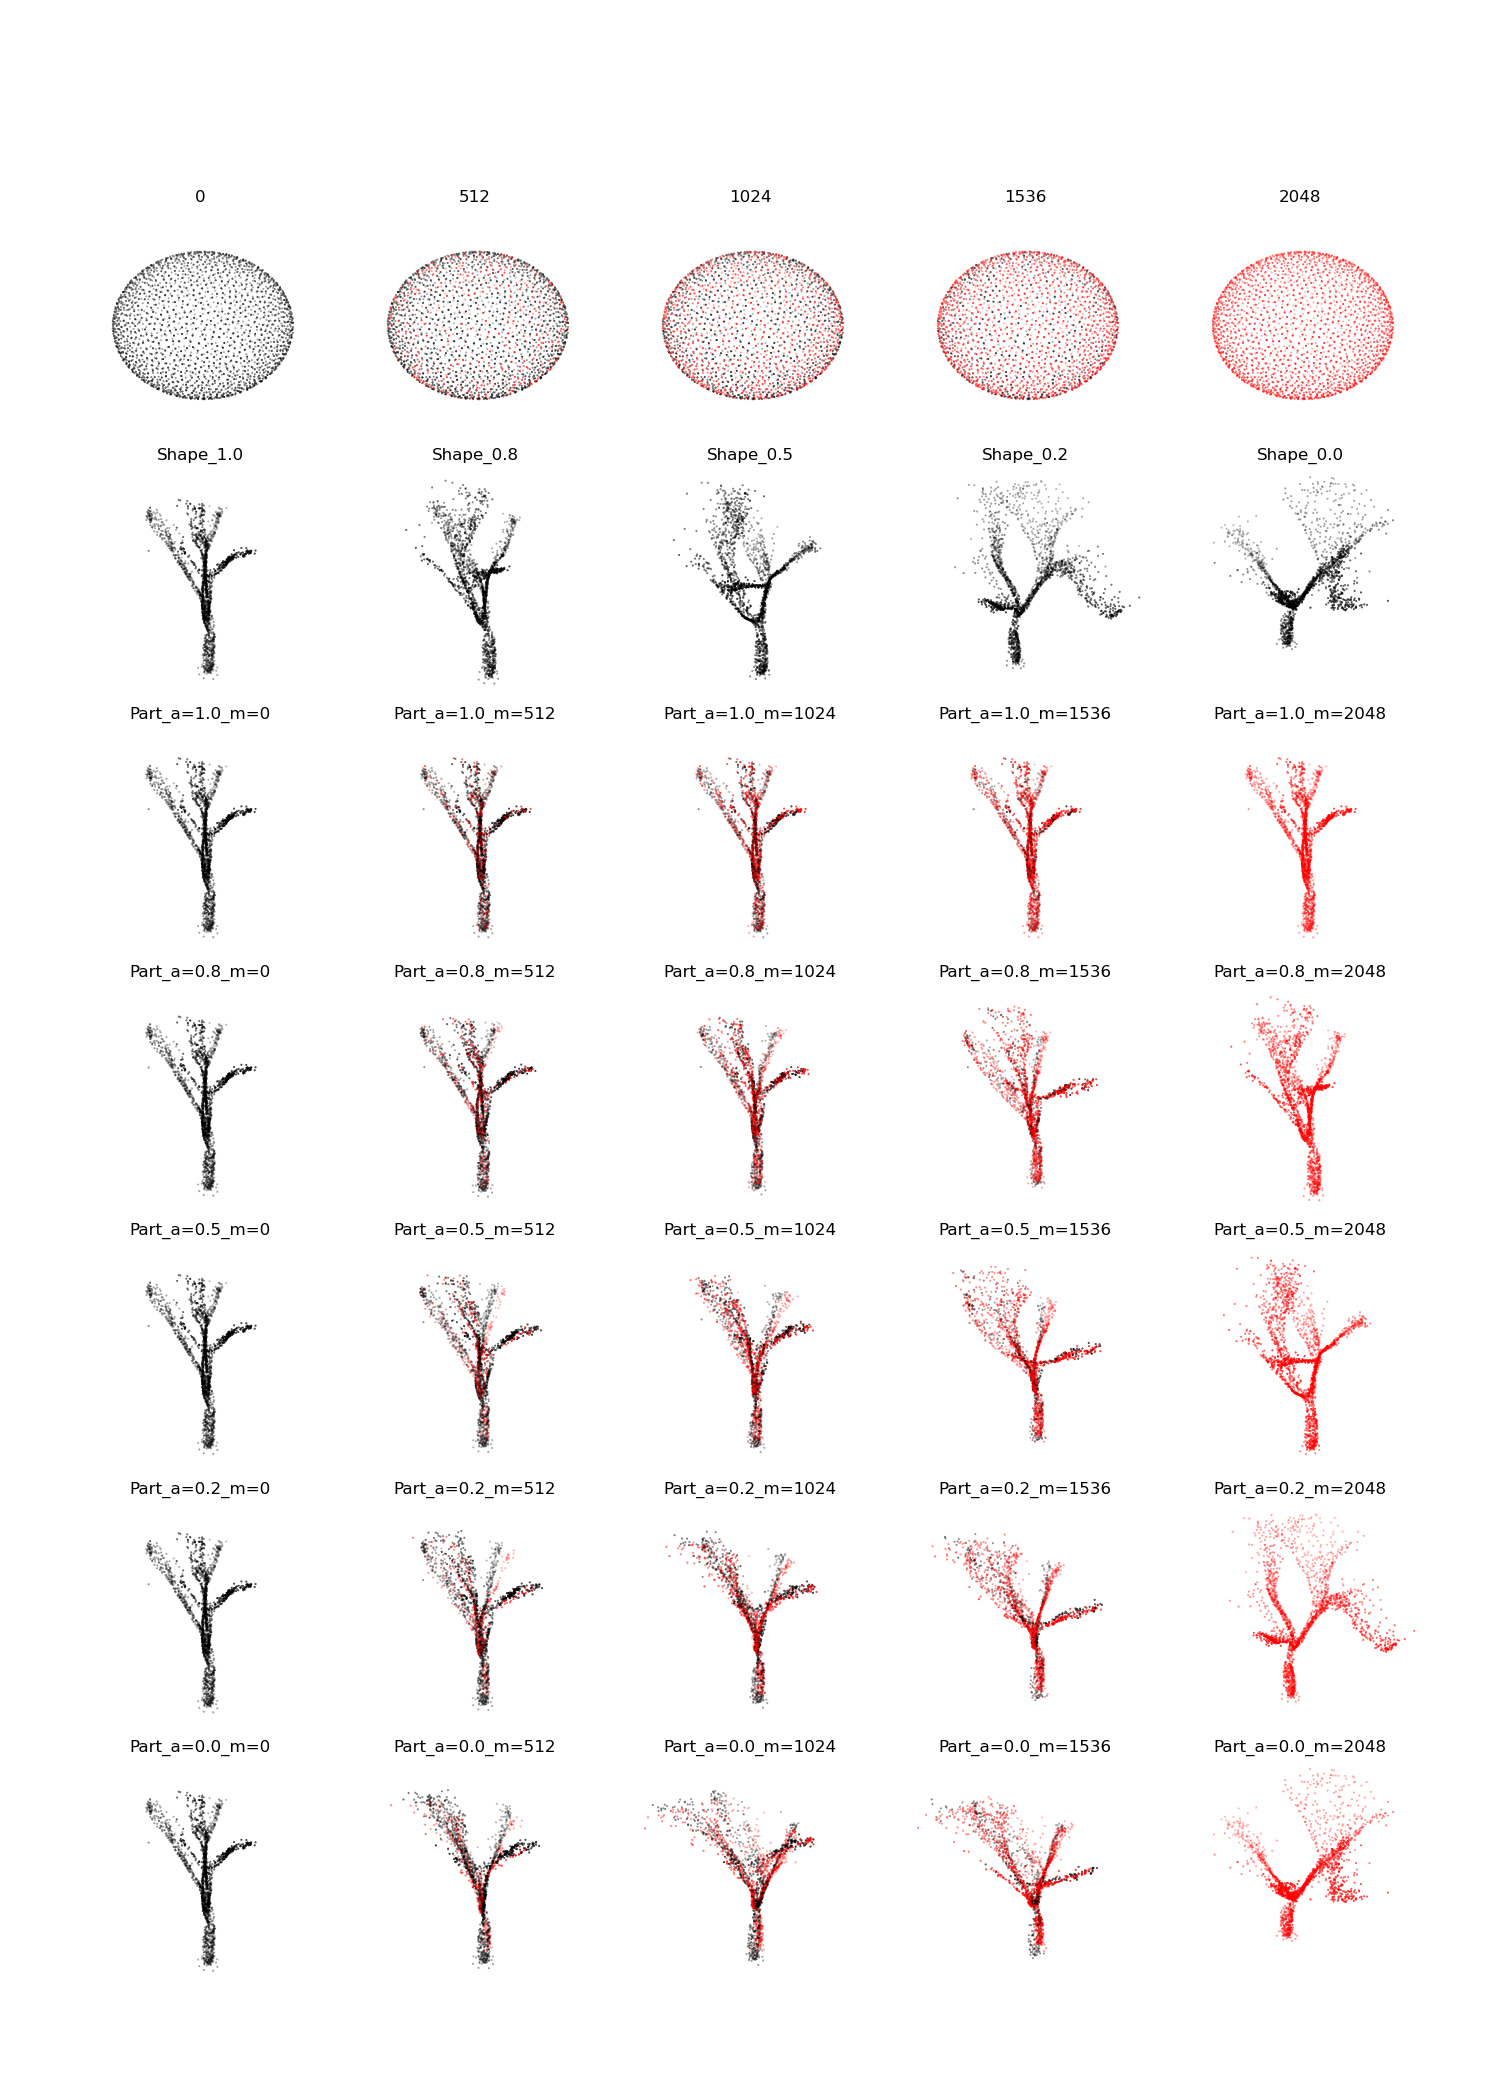 0 512 1024 1536 2048
Shape_1.0 Shape_0.8 Shape_0.5 Shape_0.2 Shape_0.0
Part_a=1.0_m=0 Part_a=1.0_m=512 Part_a=1.0_m=1024 Part_a=1.0_m=1536 Part_a=1.0_m=2048
Part_a=0.8_m=0 Part_a=0.8_m=512 Part_a=0.8_m=1024 Part_a=0.8_m=1536 Part_a=0.8_m=2048
Part_a=0.5_m=0 Part_a=0.5_m=512 Part_a=0.5_m=1024 Part_a=0.5_m=1536 Part_a=0.5_m=2048
Part_a=0.2_m=0 Part_a=0.2_m=512 Part_a=0.2_m=1024 Part_a=0.2_m=1536 Part_a=0.2_m=2048
Part_a=0.0_m=0 Part_a=0.0_m=512 Part_a=0.0_m=1024 Part_a=0.0_m=1536 Part_a=0.0_m=2048